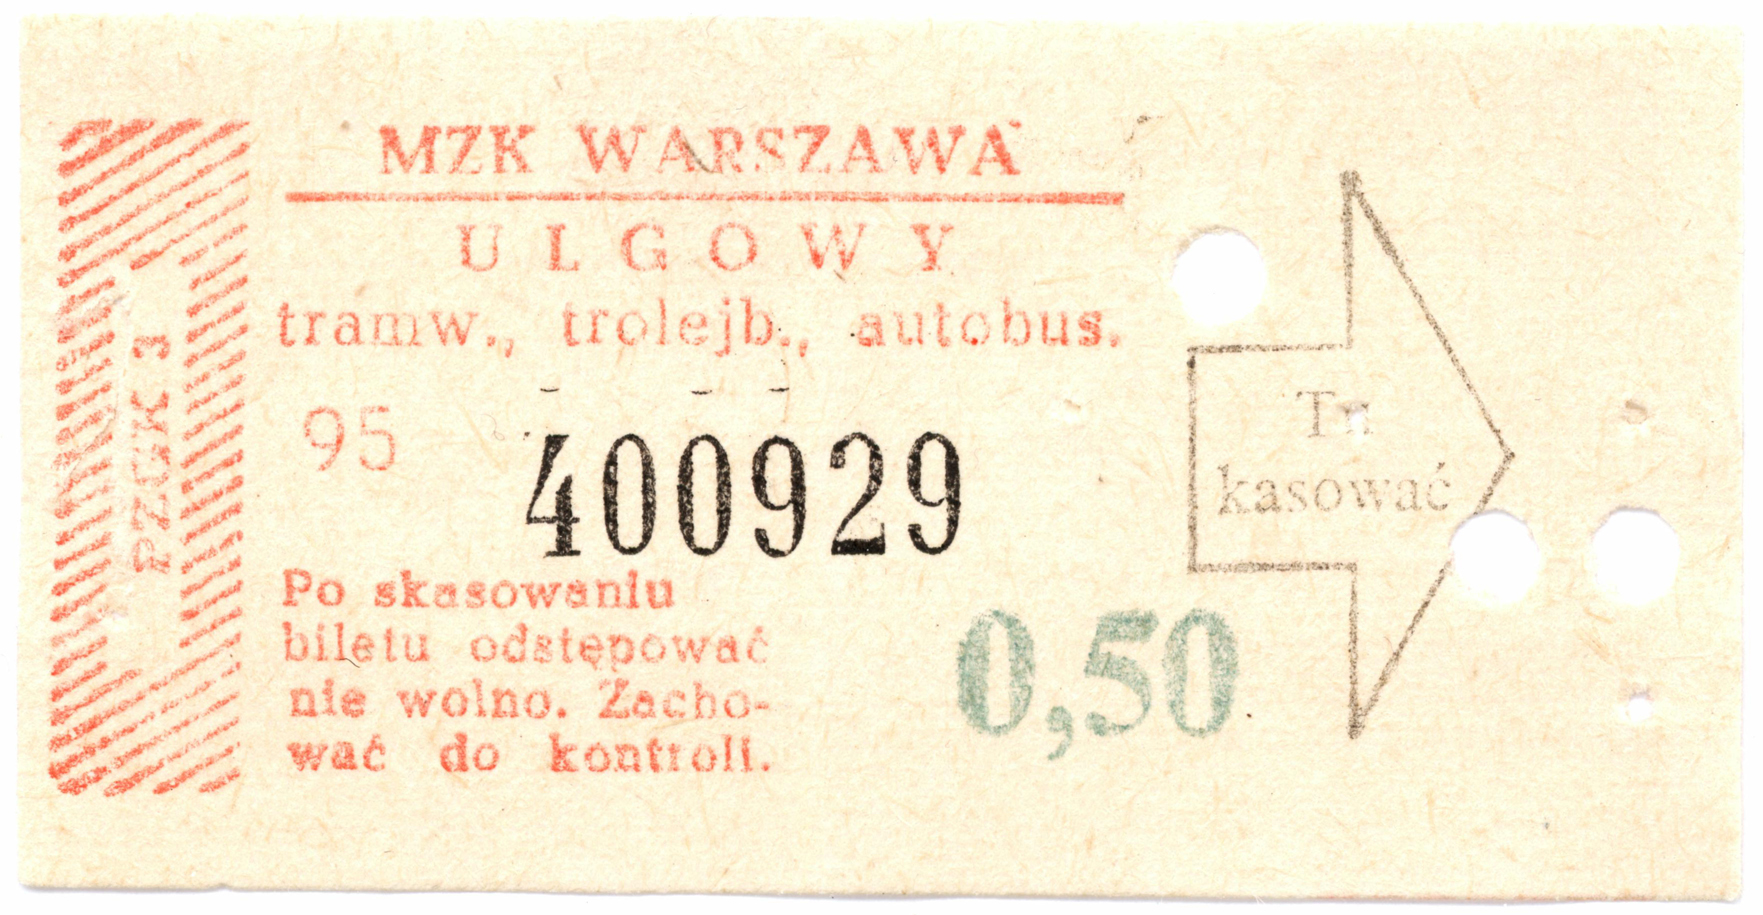 MZK WARSZAWA
ULGOWY
tramw., trolejb., autobus.
95 400929
Po skasowaniu
biletu odstępować
nie wolno. Zacho-
wać do kontroli.
0,50
Tu
kasować
PZGK 3